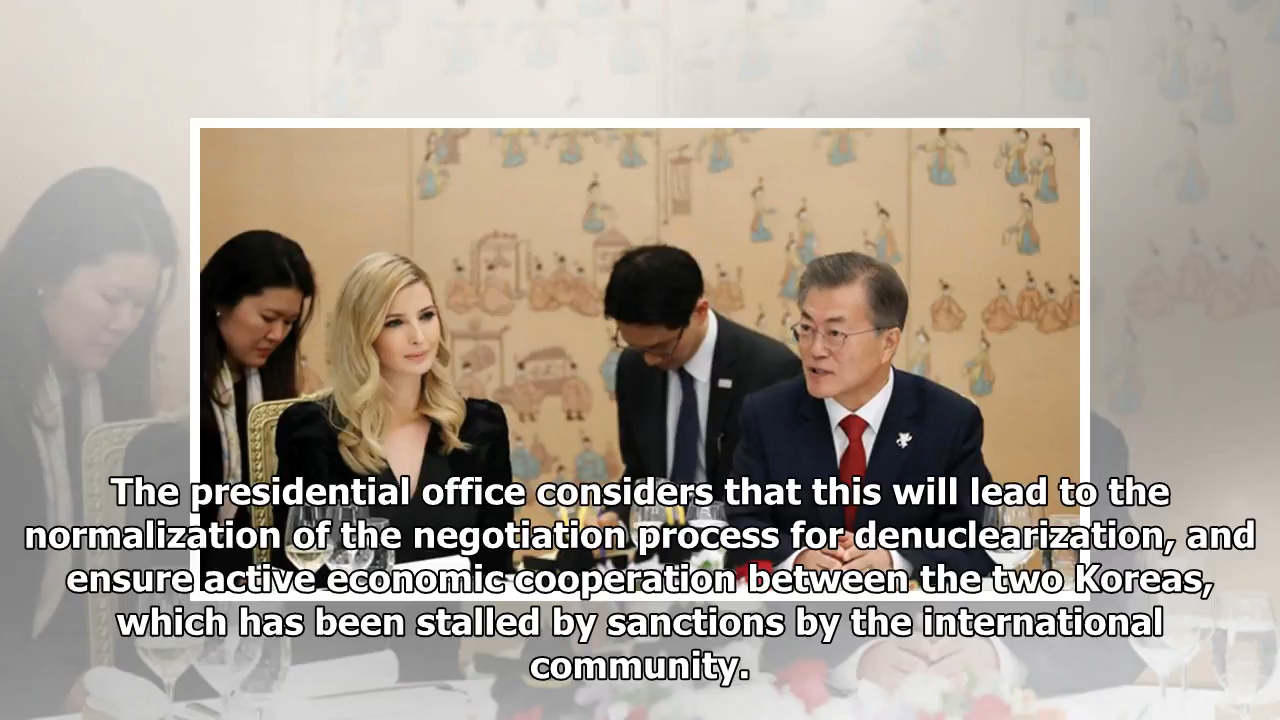 The presidential office considers that this will lead to the
normalization of the negotiation process for denuclearization, and
ensure active economic cooperation between the two Koreas,
which has been stalled by sanctions by the international
community.